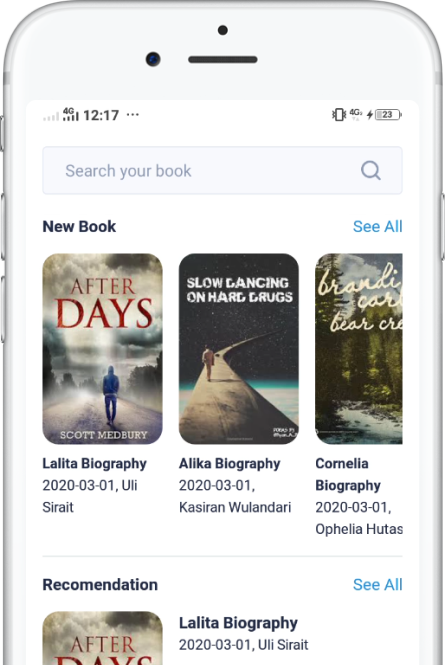 4G 12:17 ··· 4G 23
Search your book
New Book See All
AFTER
DAYS
SCOTT MEDBURY
SLOW DANCING
ON HARD DRUGS
POEMS BY
brandi
carl
bear cre
Lalita Biography
2020-03-01, Uli
Sirait
Alika Biography
2020-03-01,
Kasiran Wulandari
Cornelia
Biography
2020-03-01,
Ophelia Hutas
Recomendation See All
AFTER
DAYS
Lalita Biography
2020-03-01, Uli Sirait